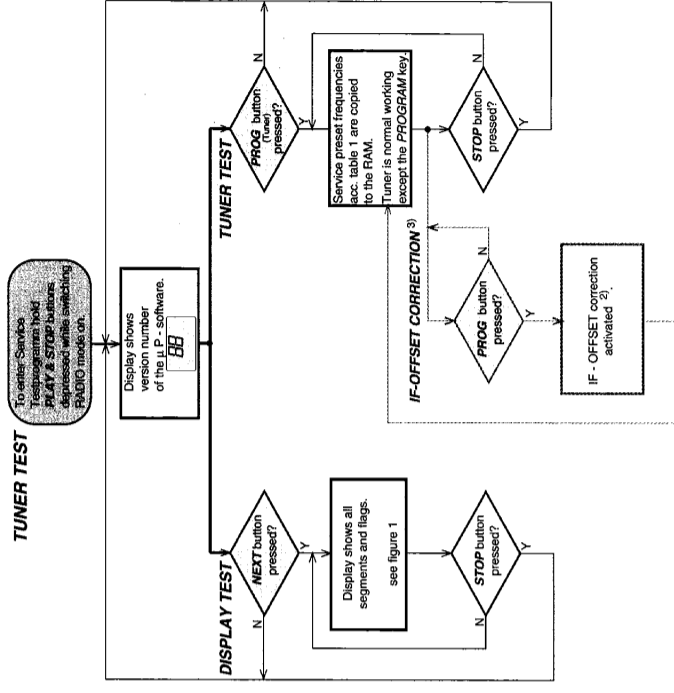 TUNER TEST
To enter Service
Testprogramme hold
PLAY & STOP buttons
depressed while switching
RADIO mode on.
Display shows
version number
of the µP - software.
88
DISPLAY TEST
NEXT button
pressed?
N
Y
Display shows all
segments and flags.
see figure 1
STOP button
pressed?
N
Y
TUNER TEST
PROG button
(Tuner)
pressed?
N
Y
Service preset frequencies
acc. table 1 are copied
to the RAM.
Tuner is normal working
except the PROGRAM key.
STOP button
pressed?
N
Y
IF-OFFSET CORRECTION 3)
PROG button
pressed?
N
Y
IF - OFFSET correction
activated 2).